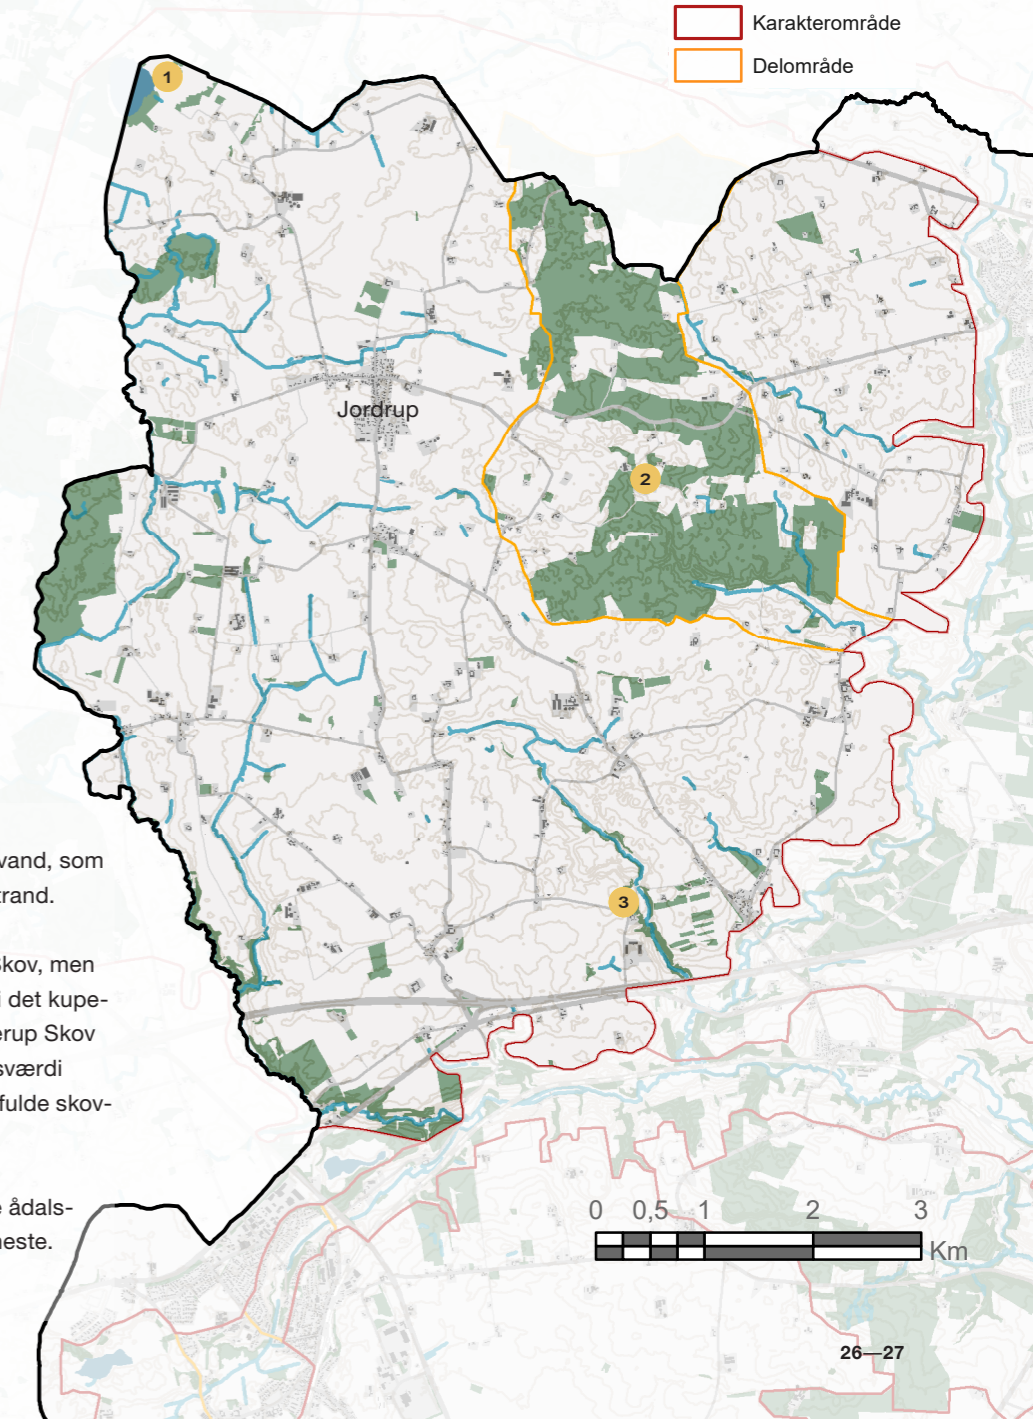 Karakterområde
Delområde
1
Jordrup
2
vand, som
trand.
3
Skov, men
i det kupe-
erup Skov
sværdi
fulde skov-
e ådals-
neste.
0 0,5 1 2 3
Km
26—27